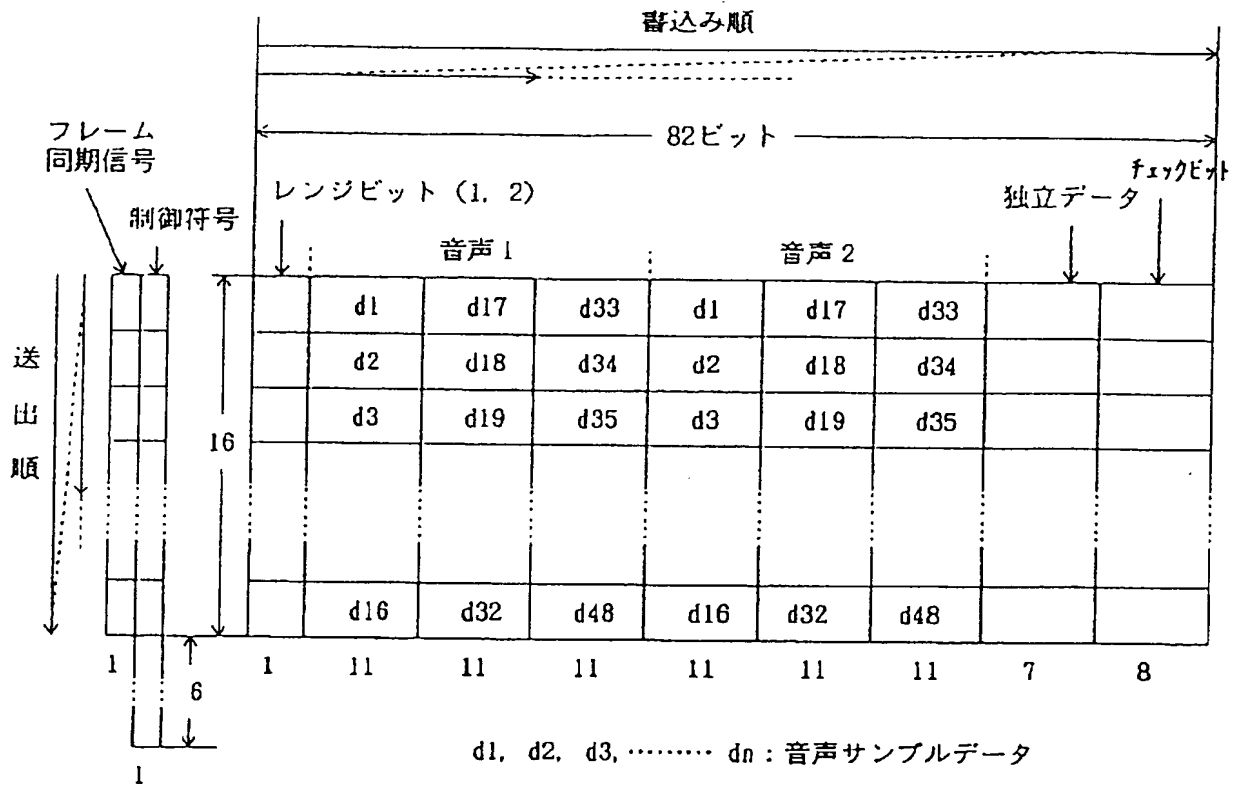 書込み順
82ビット
フレーム
同期信号
制御符号
レンジビット (1, 2)
独立データ
チェックビット
音声1
音声2
送出順
16
d1 d17 d33 d1 d17 d33
d2 d18 d34 d2 d18 d34
d3 d19 d35 d3 d19 d35
d16 d32 d48 d16 d32 d48
1 1 11 11 11 11 11 11 7 8
6
1
d1, d2, d3, ……… dn : 音声サンプルデータ